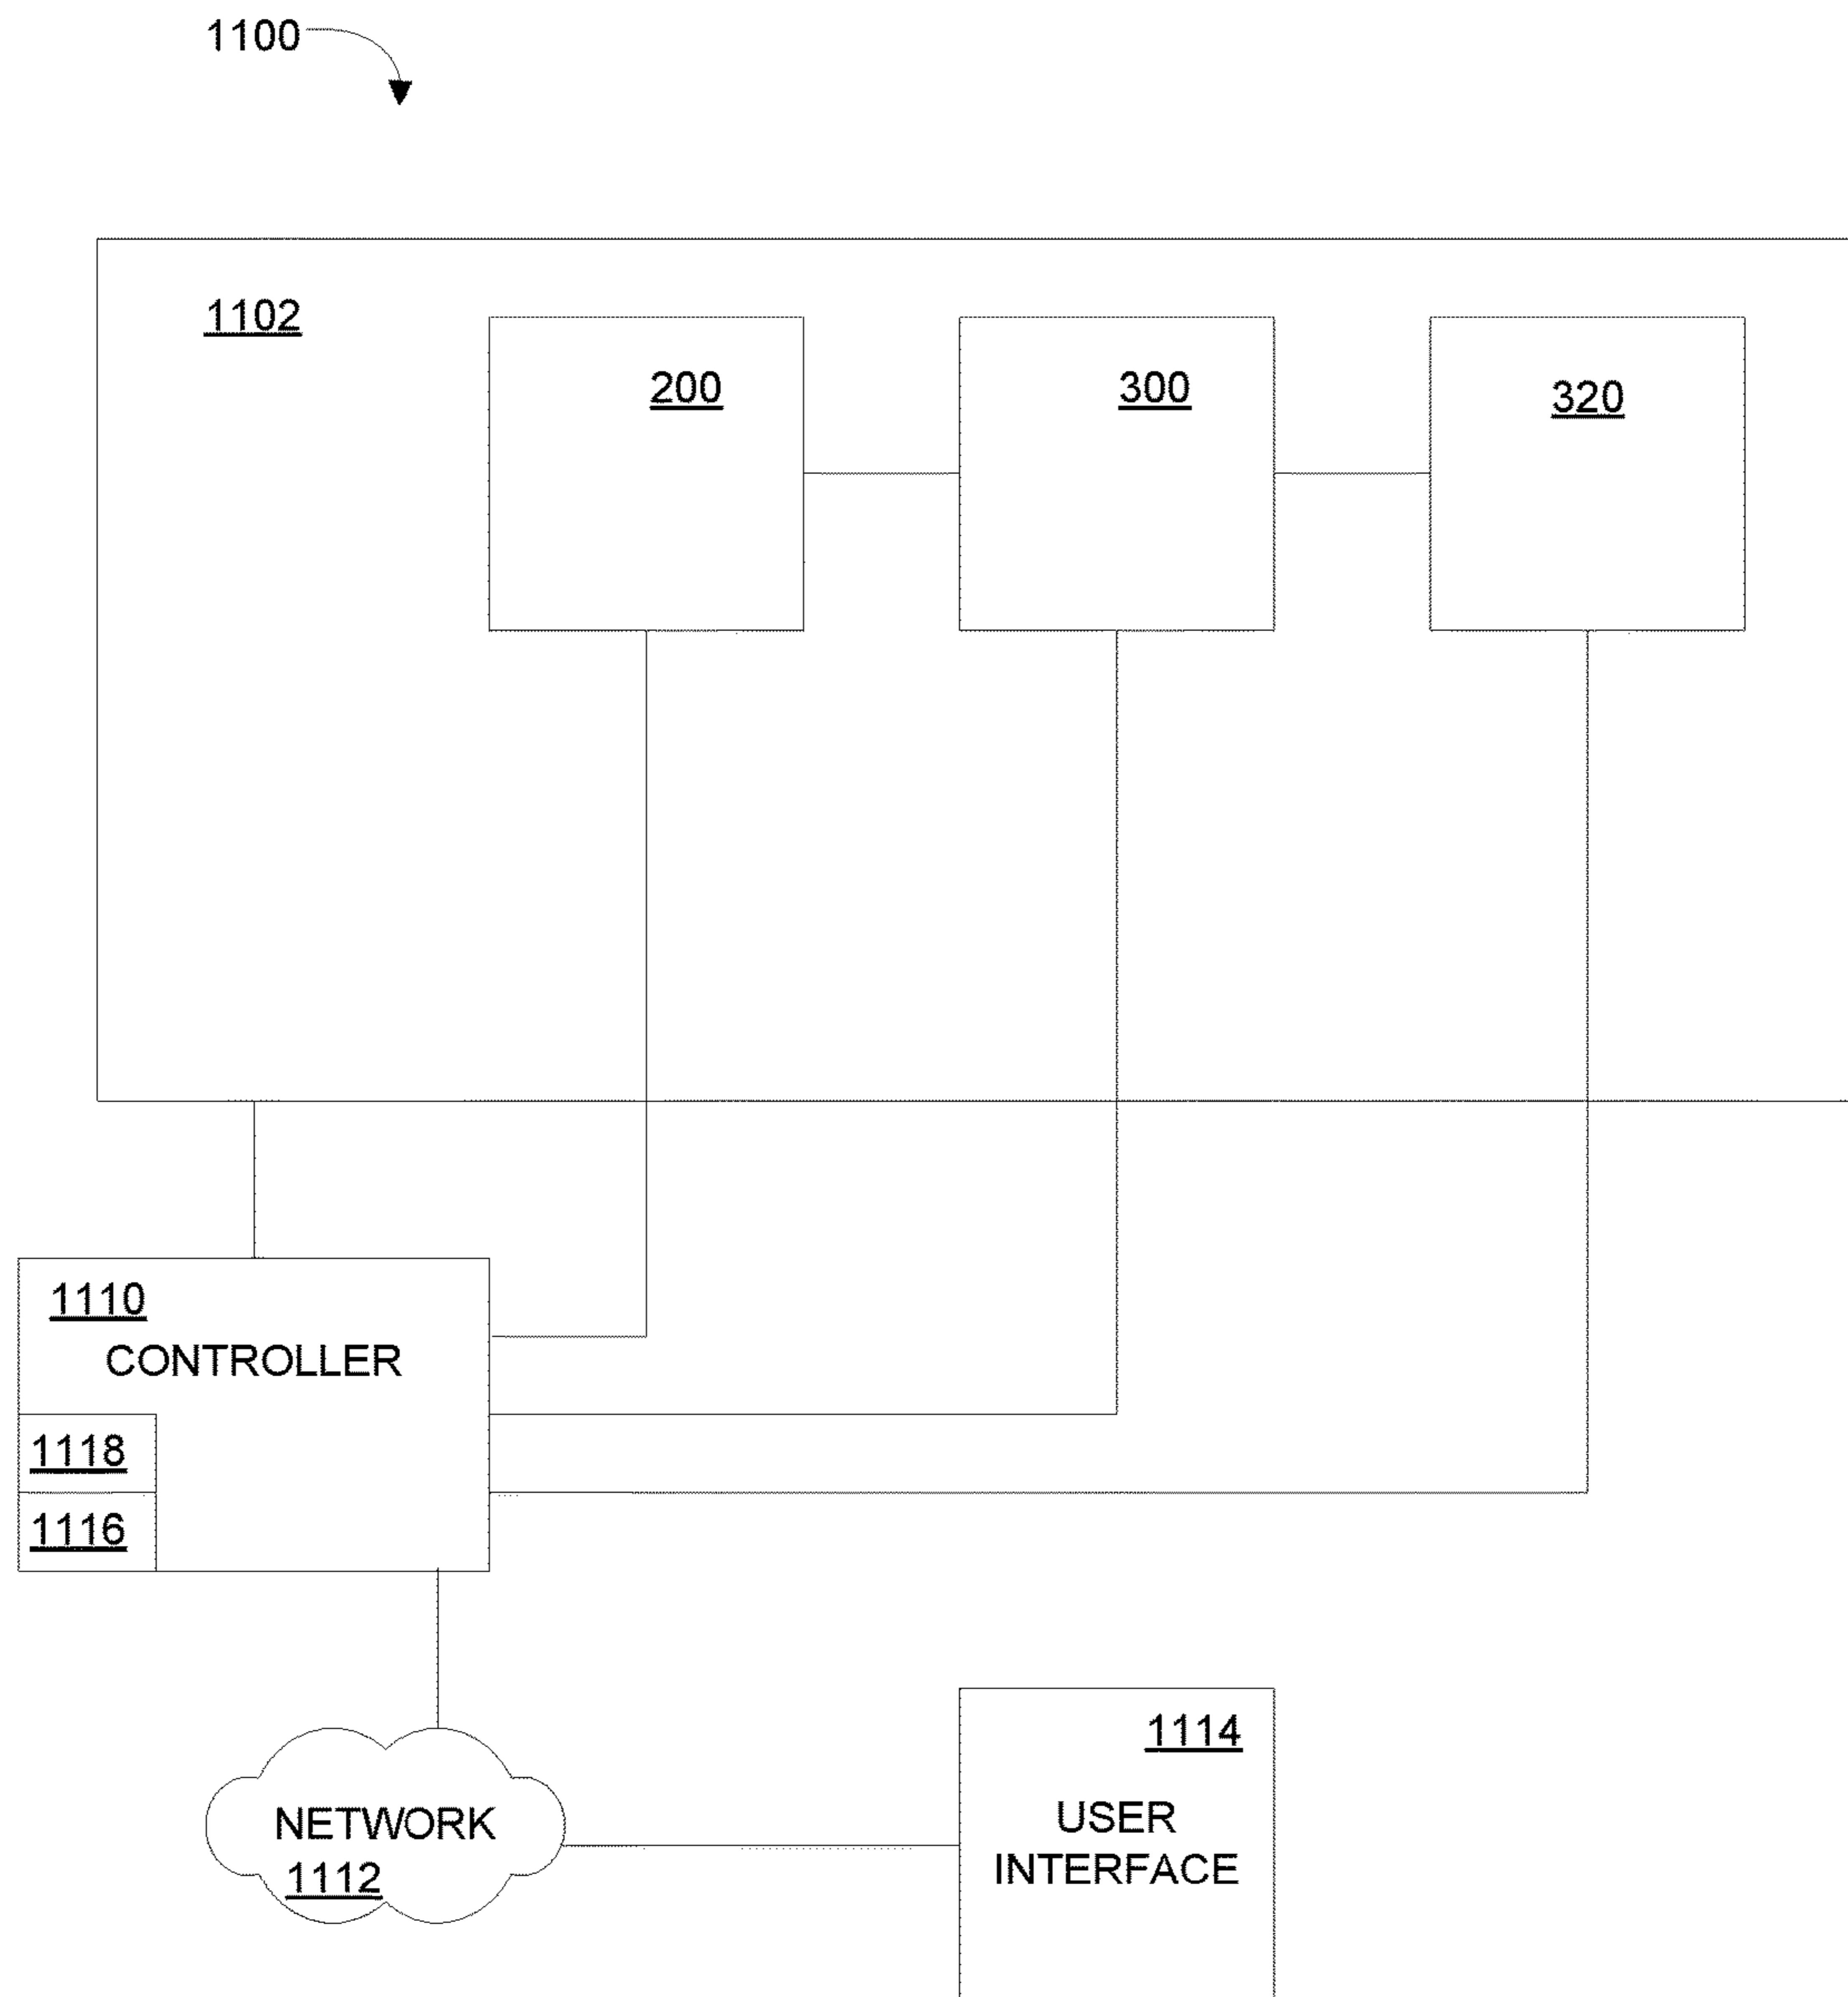 1100
1102
200
300
320
1110
CONTROLLER
1118
1116
NETWORK
1112
1114
USER
INTERFACE